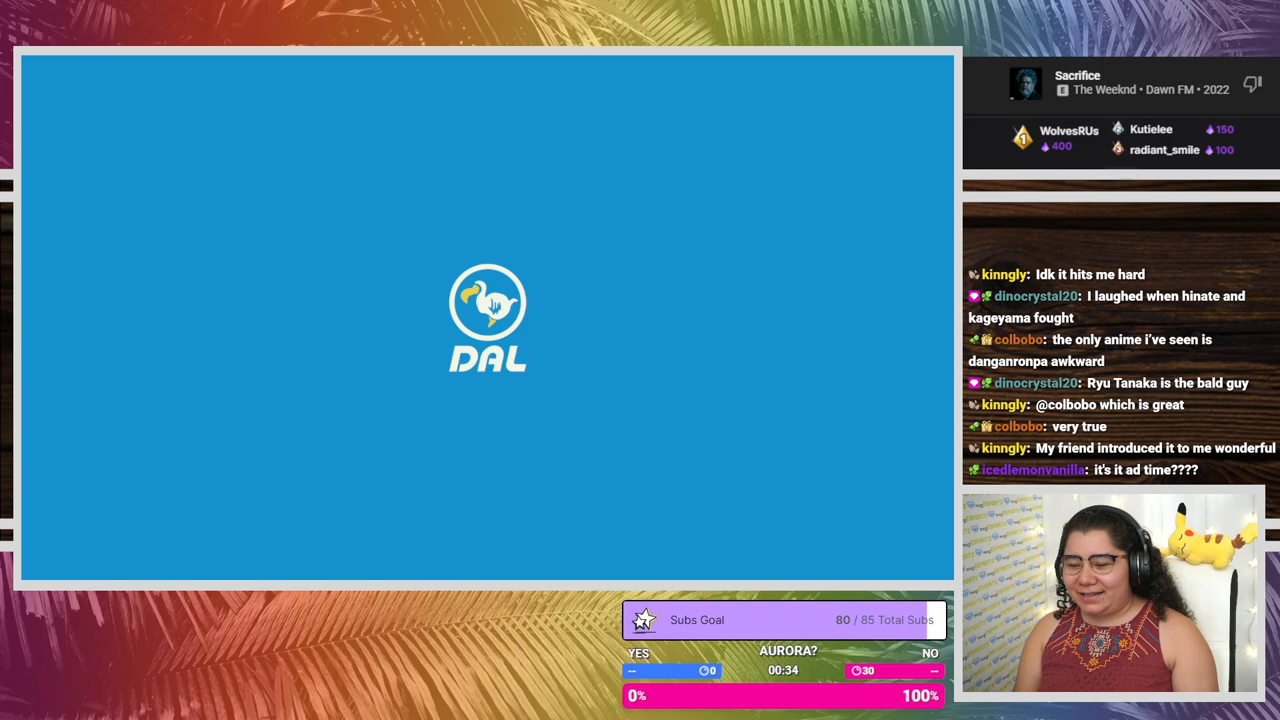 DAL
Sacrifice
E The Weeknd • Dawn FM • 2022
1 WolvesRUs
400
Kutielee 150
radiant_smile 100
kinngly: Idk it hits me hard
dinocrystal20: I laughed when hinate and
kageyama fought
colbobo: the only anime i've seen is
danganronpa awkward
dinocrystal20: Ryu Tanaka is the bald guy
kinngly: @colbobo which is great
colbobo: very true
kinngly: My friend introduced it to me wonderful
icedlemonvanilla: it's it ad time????
Subs Goal 80 / 85 Total Subs
YES AURORA? NO
-- 0 00:34 30 --
0% 100%